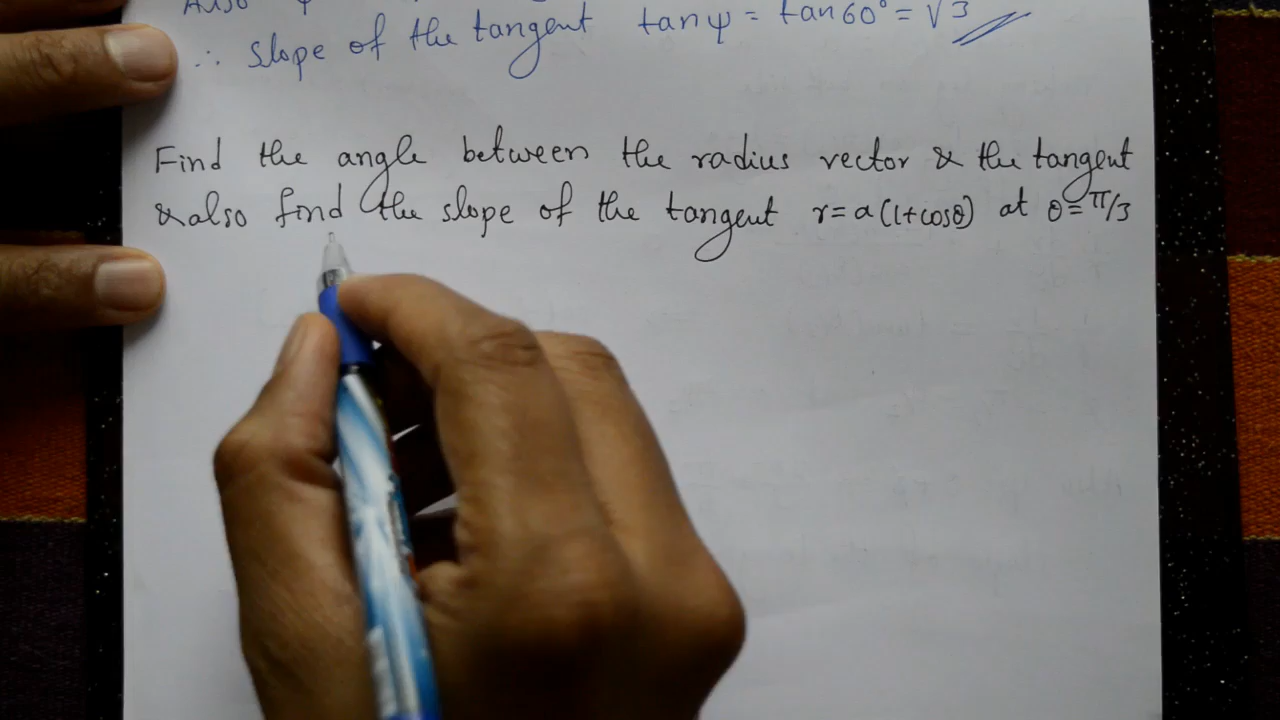 Also ψ
∴ slope of the tangent tanψ = tan60° = √3
Find the angle between the radius vector & the tangent
& also find the slope of the tangent r=a(1+cosθ) at θ=π/3